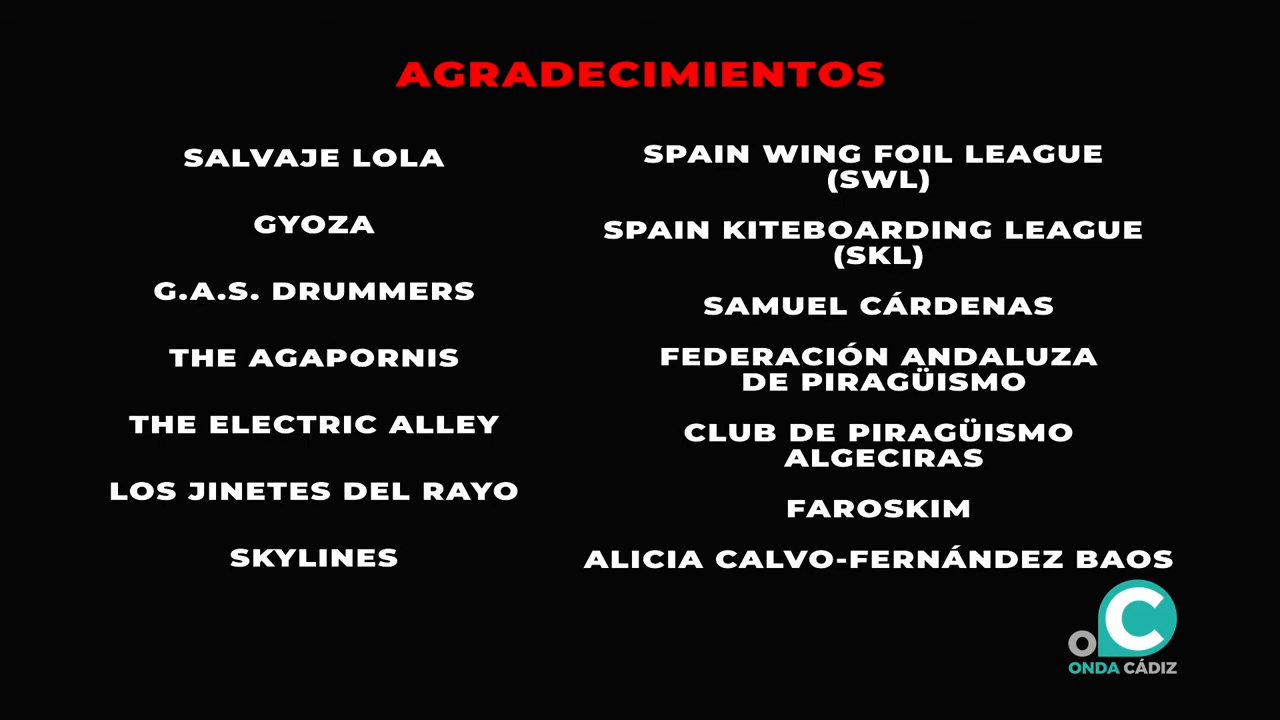 AGRADECIMIENTOS
SALVAJE LOLA
GYOZA
G.A.S. DRUMMERS
THE AGAPORNIS
THE ELECTRIC ALLEY
LOS JINETES DEL RAYO
SKYLINES
SPAIN WING FOIL LEAGUE
(SWL)
SPAIN KITEBOARDING LEAGUE
(SKL)
SAMUEL CÁRDENAS
FEDERACIÓN ANDALUZA
DE PIRAGÜISMO
CLUB DE PIRAGÜISMO
ALGECIRAS
FAROSKIM
ALICIA CALVO-FERNÁNDEZ BAOS
OC
ONDA CÁDIZ